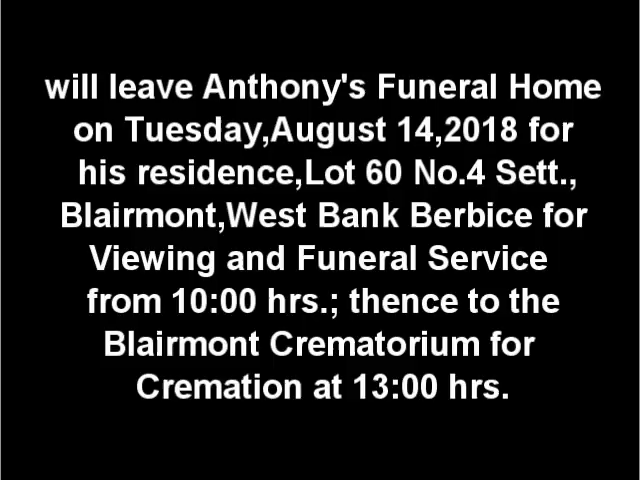 will leave Anthony's Funeral Home
on Tuesday,August 14,2018 for
his residence,Lot 60 No.4 Sett.,
Blairmont,West Bank Berbice for
Viewing and Funeral Service
from 10:00 hrs.; thence to the
Blairmont Crematorium for
Cremation at 13:00 hrs.